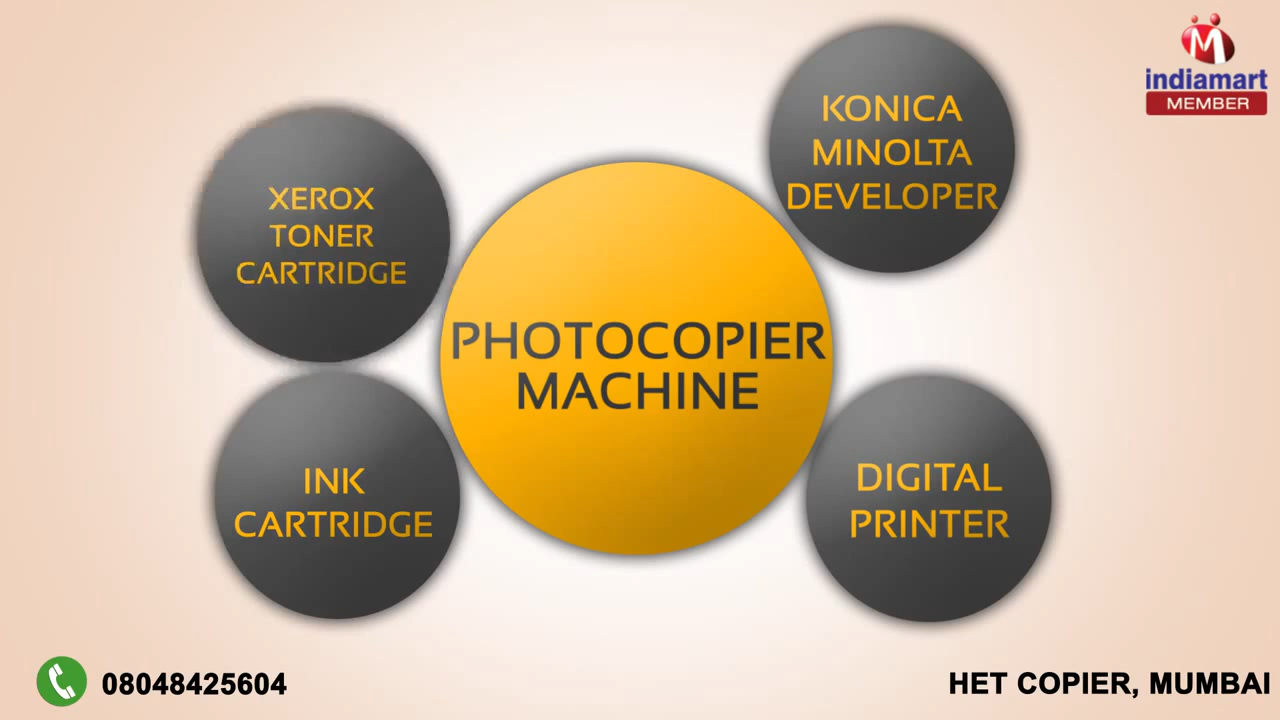 indiamart
MEMBER
KONICA
MINOLTA
DEVELOPER
XEROX
TONER
CARTRIDGE
PHOTOCOPIER
MACHINE
INK
CARTRIDGE
DIGITAL
PRINTER
08048425604
HET COPIER, MUMBAI